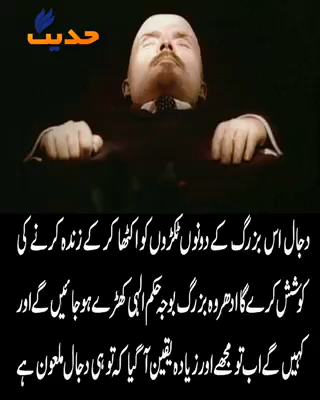 حدیث
دجال اس بزرگ کے دونوں ٹکڑوں کو اکٹھا کر کے زندہ کرنے کی
کوشش کرے گا ادھر وہ بزرگ بوجہ حکم الہی کھڑے ہو جائیں گے اور
کہیں گے اب تو مجھے اور زیادہ یقین آ گیا کہ تو ہی دجال ملعون ہے